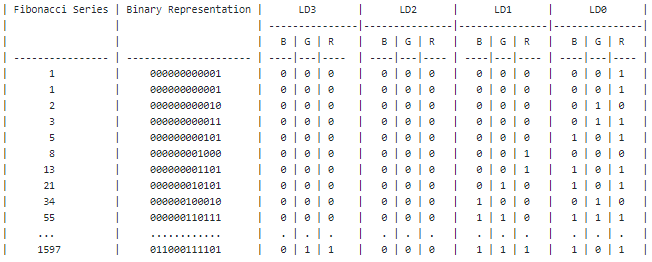 | Fibonacci Series | Binary Representation | LD3 | LD2 | LD1 | LD0 |
| | | --------------- | --------------- | --------------- | --------------- |
| | | B | G | R | B | G | R | B | G | R | B | G | R |
| ---------------- | --------------------- | ----|---|---- | ----|---|---- | ----|---|---- | ----|---|---- |
| 1 | 000000000001 | 0 | 0 | 0 | 0 | 0 | 0 | 0 | 0 | 0 | 0 | 0 | 1 |
| 1 | 000000000001 | 0 | 0 | 0 | 0 | 0 | 0 | 0 | 0 | 0 | 0 | 0 | 1 |
| 2 | 000000000010 | 0 | 0 | 0 | 0 | 0 | 0 | 0 | 0 | 0 | 0 | 1 | 0 |
| 3 | 000000000011 | 0 | 0 | 0 | 0 | 0 | 0 | 0 | 0 | 0 | 0 | 1 | 1 |
| 5 | 000000000101 | 0 | 0 | 0 | 0 | 0 | 0 | 0 | 0 | 0 | 1 | 0 | 1 |
| 8 | 000000001000 | 0 | 0 | 0 | 0 | 0 | 0 | 0 | 0 | 1 | 0 | 0 | 0 |
| 13 | 000000001101 | 0 | 0 | 0 | 0 | 0 | 0 | 0 | 0 | 1 | 1 | 0 | 1 |
| 21 | 000000010101 | 0 | 0 | 0 | 0 | 0 | 0 | 0 | 1 | 0 | 1 | 0 | 1 |
| 34 | 000000100010 | 0 | 0 | 0 | 0 | 0 | 0 | 1 | 0 | 0 | 0 | 1 | 0 |
| 55 | 000000110111 | 0 | 0 | 0 | 0 | 0 | 0 | 1 | 1 | 0 | 1 | 1 | 1 |
| ... | ............ | . | . | . | . | . | . | . | . | . | . | . | . |
| 1597 | 011000111101 | 0 | 1 | 1 | 0 | 0 | 0 | 1 | 1 | 1 | 1 | 0 | 1 |